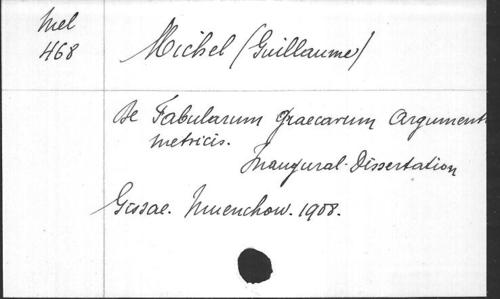 Mel
468
Michel (Guillaume)
De Fabularum graecarum argument
metricis.
Inaugural-Dissertation
Gissae. Muenchow. 1908.